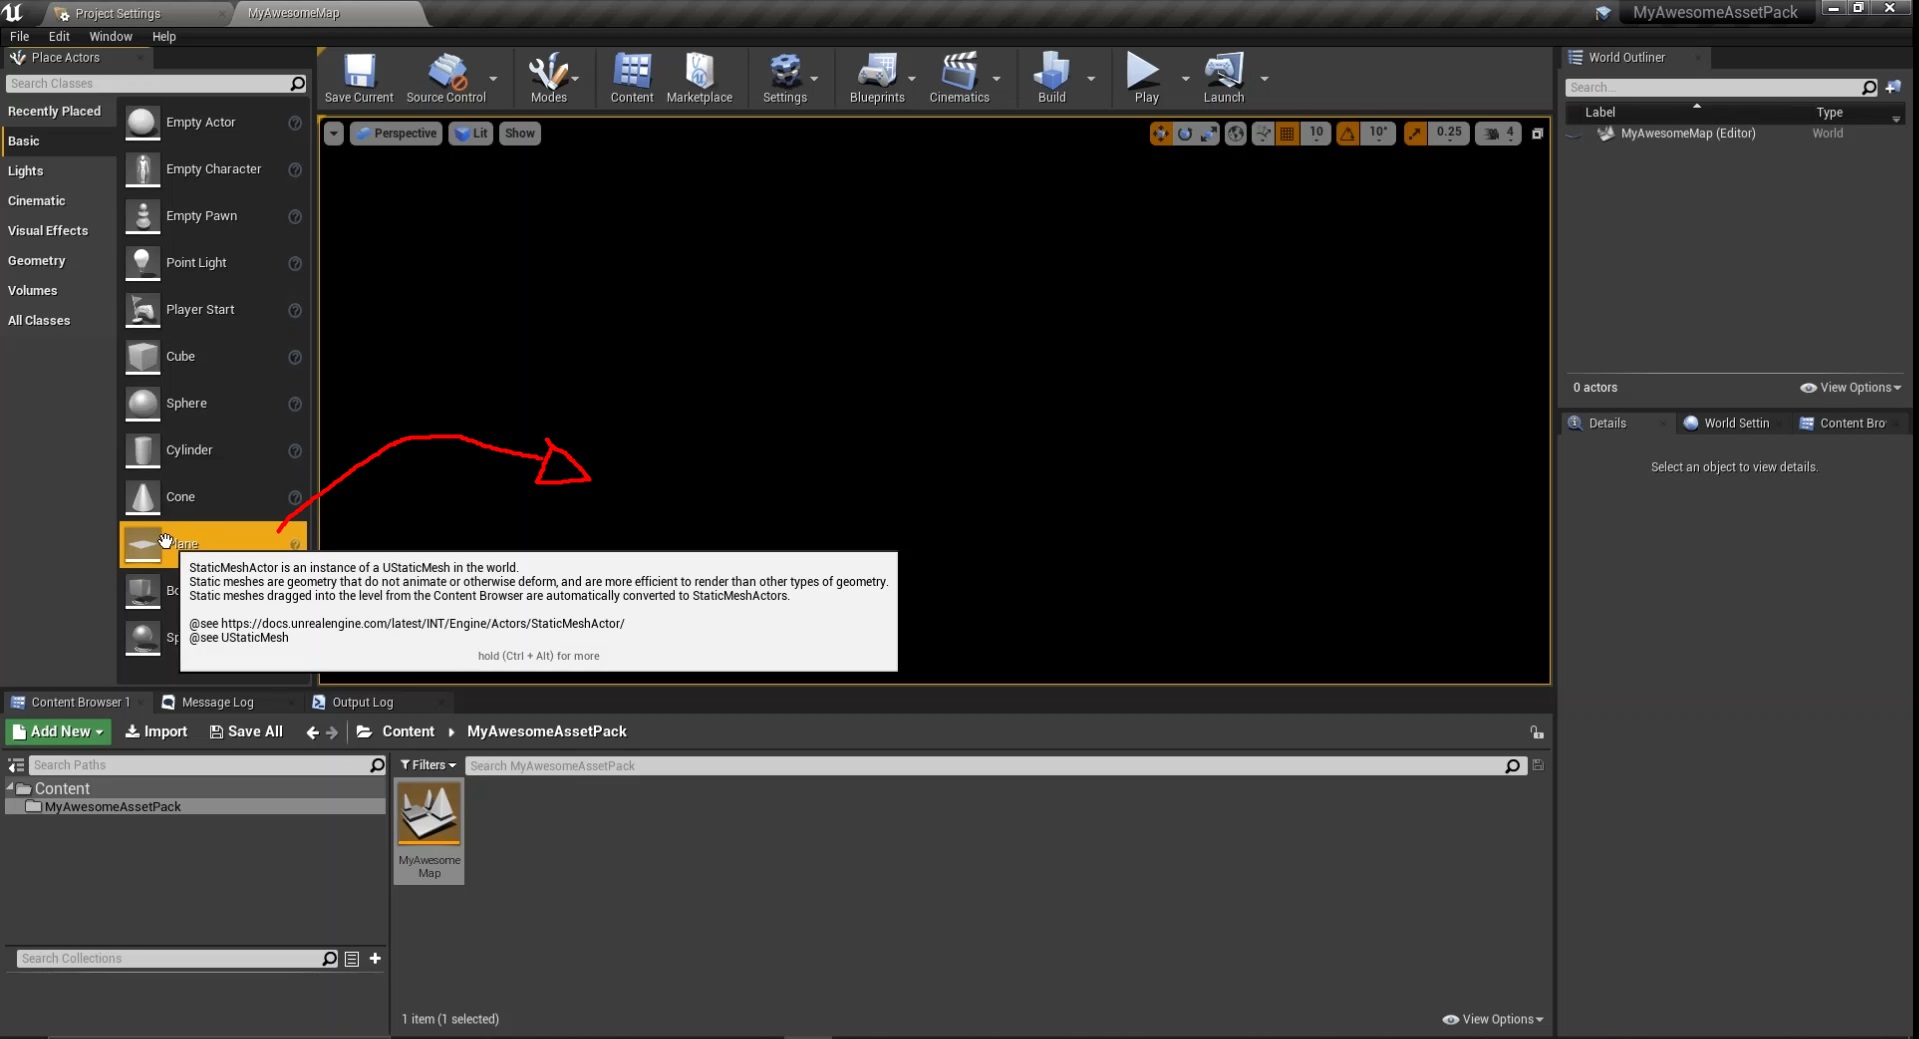 Project Settings
MyAwesomeMap
MyAwesomeAssetPack
File Edit Window Help
Place Actors
Search Classes
Recently Placed
Basic
Lights
Cinematic
Visual Effects
Geometry
Volumes
All Classes
Empty Actor
Empty Character
Empty Pawn
Point Light
Player Start
Cube
Sphere
Cylinder
Cone
Plane
Bo
Sp
StaticMeshActor is an instance of a UStaticMesh in the world.
Static meshes are geometry that do not animate or otherwise deform, and are more efficient to render than other types of geometry.
Static meshes dragged into the level from the Content Browser are automatically converted to StaticMeshActors.
@see https://docs.unrealengine.com/latest/INT/Engine/Actors/StaticMeshActor/
@see UStaticMesh
hold (Ctrl + Alt) for more
Save Current
Source Control
Modes
Content
Marketplace
Settings
Blueprints
Cinematics
Build
Play
Launch
Perspective
Lit
Show
10
10°
0.25
4
World Outliner
Search...
Label
Type
MyAwesomeMap (Editor)
World
0 actors
View Options
Details
World Settin
Content Bro
Select an object to view details.
Content Browser 1
Message Log
Output Log
Add New
Import
Save All
Content
MyAwesomeAssetPack
Search Paths
Content
MyAwesomeAssetPack
Filters
Search MyAwesomeAssetPack
MyAwesome
Map
Search Collections
1 item (1 selected)
View Options